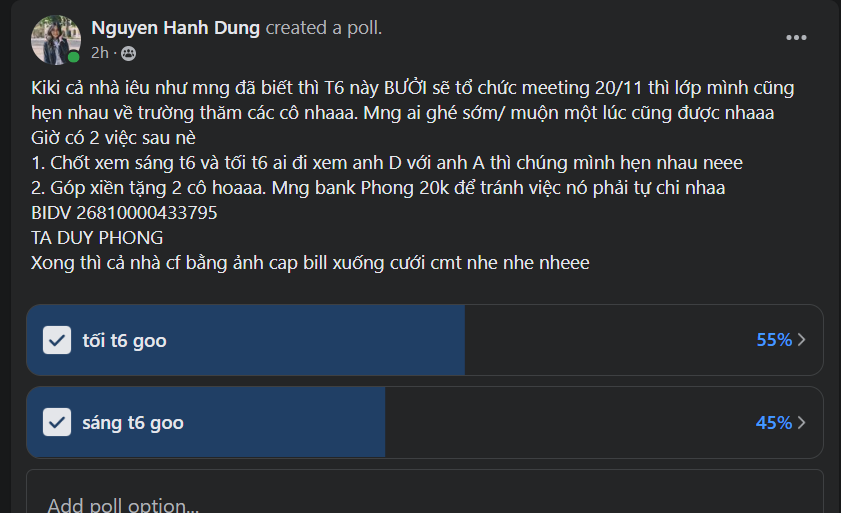 Nguyen Hanh Dung created a poll.
2h ·
Kiki cả nhà iêu như mng đã biết thì T6 này BƯỞI sẽ tổ chức meeting 20/11 thì lớp mình cũng
hẹn nhau về trường thăm các cô nhaaa. Mng ai ghé sớm/ muộn một lúc cũng được nhaaa
Giờ có 2 việc sau nè
1. Chốt xem sáng t6 và tối t6 ai đi xem anh D với anh A thì chúng mình hẹn nhau neee
2. Góp xiền tặng 2 cô hoaaa. Mng bank Phong 20k để tránh việc nó phải tự chi nhaa
BIDV 26810000433795
TA DUY PHONG
Xong thì cả nhà cf bằng ảnh cap bill xuống cưới cmt nhe nhe nheee
tối t6 goo 55%
sáng t6 goo 45%
Add poll option...